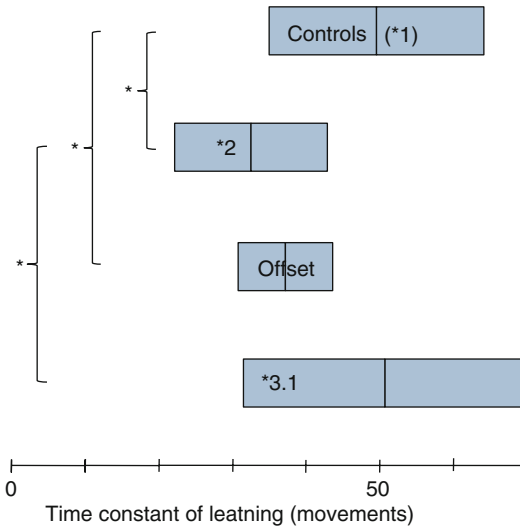 Controls (*1)
*
*
*2
*
Offset
*3.1
0 50
Time constant of leatning (movements)